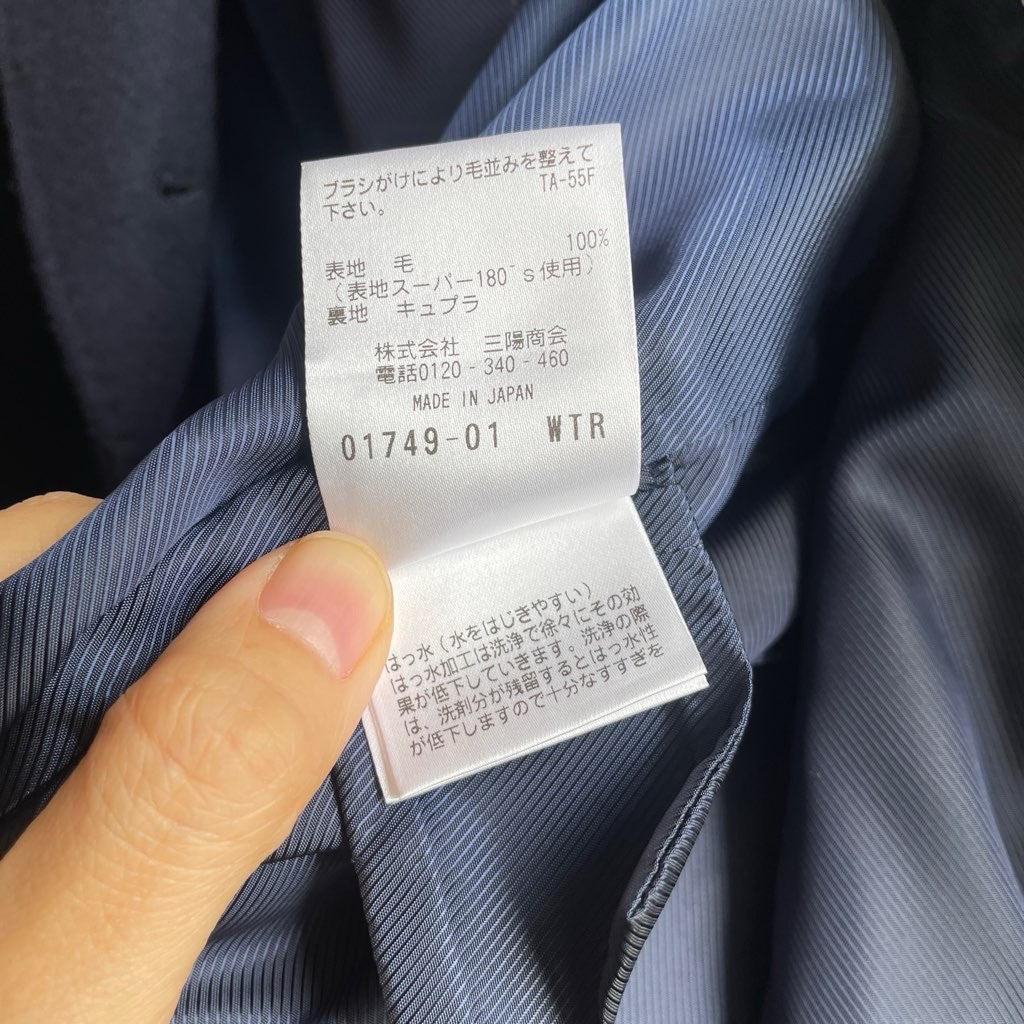 ブラシがけにより毛並みを整えて
下さい。 TA-55F
表地 毛 100%
(表地スーパー180´s使用)
裏地 キュプラ
株式会社 三陽商会
電話0120-340-460
MADE IN JAPAN
01749-01 WTR
はっ水(水をはじきやすい)
はっ水加工は洗浄で徐々にその効
果が低下していきます。洗浄の際
は、洗剤分が残留するとはっ水性
が低下しますので十分なすすぎを